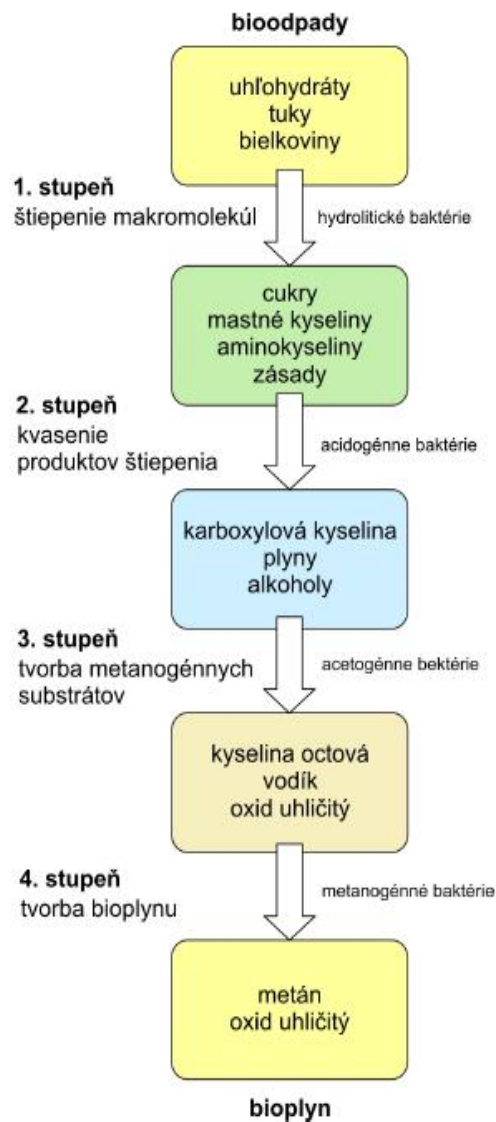 bioodpady
uhľohydráty
tuky
bielkoviny
1. stupeň
štiepenie makromolekúl
hydrolitické baktérie
cukry
mastné kyseliny
aminokyseliny
zásady
2. stupeň
kvasenie
produktov štiepenia
acidogénne baktérie
karboxylová kyselina
plyny
alkoholy
3. stupeň
tvorba metanogénnych
substrátov
acetogénne bektérie
kyselina octová
vodík
oxid uhličitý
4. stupeň
tvorba bioplynu
metanogénné baktérie
metán
oxid uhličitý
bioplyn